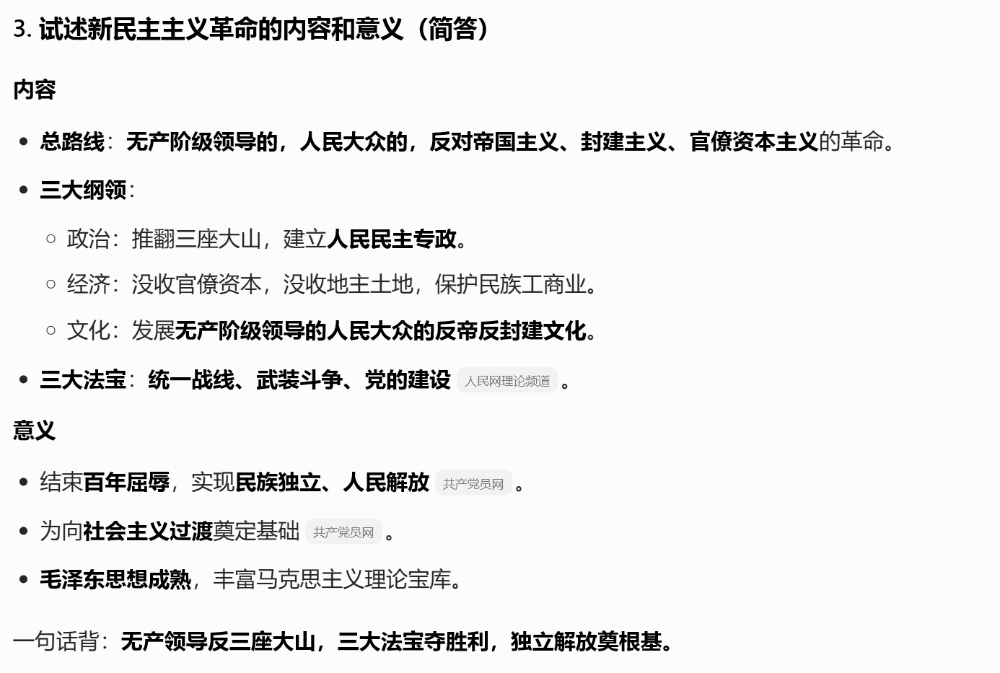 3. 试述新民主主义革命的内容和意义（简答）
内容
• 总路线：无产阶级领导的，人民大众的，反对帝国主义、封建主义、官僚资本主义的革命。
• 三大纲领：
○ 政治：推翻三座大山，建立人民民主专政。
○ 经济：没收官僚资本，没收地主土地，保护民族工商业。
○ 文化：发展无产阶级领导的人民大众的反帝反封建文化。
• 三大法宝：统一战线、武装斗争、党的建设 人民网理论频道 。
意义
• 结束百年屈辱，实现民族独立、人民解放 共产党员网 。
• 为向社会主义过渡奠定基础 共产党员网 。
• 毛泽东思想成熟，丰富马克思主义理论宝库。
一句话背：无产领导反三座大山，三大法宝夺胜利，独立解放奠根基。